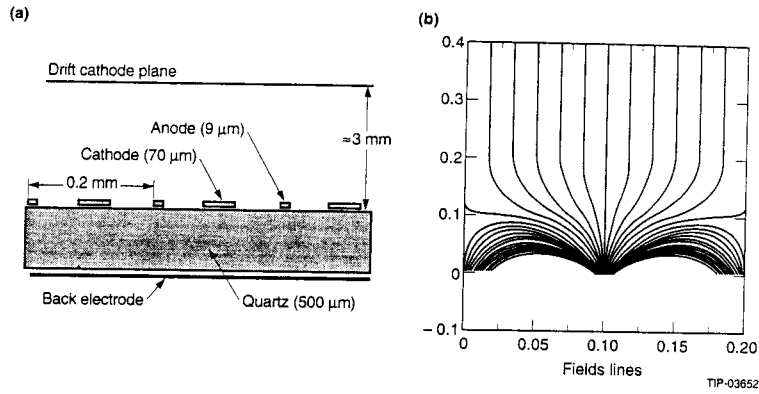 (a)
Drift cathode plane
Anode (9 μm)
≈3 mm
Cathode (70 μm)
0.2 mm
Back electrode
Quartz (500 μm)
(b)
0.4
0.3
0.2
0.1
0
– 0.1
0 0.05 0.10 0.15 0.20
Fields lines
TIP-03652